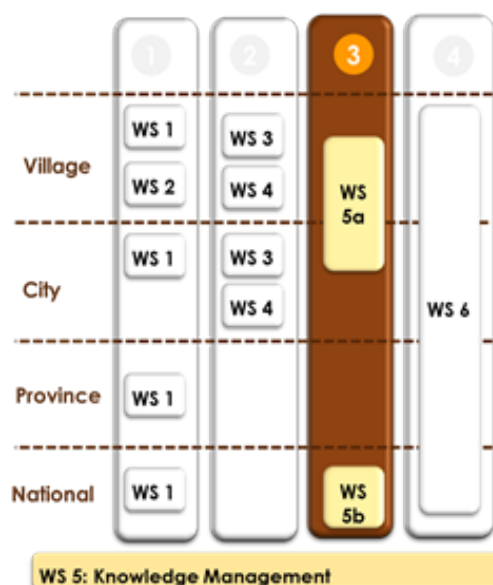 1 2 3 4
Village
WS 1
WS 2
WS 3
WS 4
WS
5a
City
WS 1
WS 3
WS 4
WS 6
Province
WS 1
National
WS 1
WS
5b
WS 5: Knowledge Management